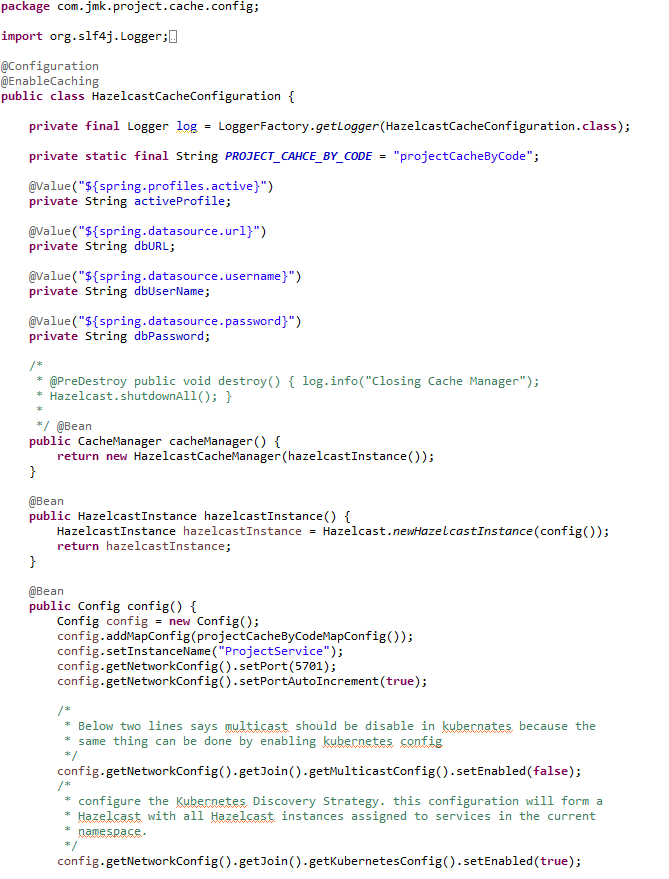 package com.jmk.project.cache.config;
import org.slf4j.Logger;
@Configuration
@EnableCaching
public class HazelcastCacheConfiguration {
private final Logger log = LoggerFactory.getLogger(HazelcastCacheConfiguration.class);
private static final String PROJECT_CAHCE_BY_CODE = "projectCacheByCode";
@Value("${spring.profiles.active}")
private String activeProfile;
@Value("${spring.datasource.url}")
private String dbURL;
@Value("${spring.datasource.username}")
private String dbUserName;
@Value("${spring.datasource.password}")
private String dbPassword;
/*
* @PreDestroy public void destroy() { log.info("Closing Cache Manager");
* Hazelcast.shutdownAll(); }
*
*/ @Bean
public CacheManager cacheManager() {
return new HazelcastCacheManager(hazelcastInstance());
}
@Bean
public HazelcastInstance hazelcastInstance() {
HazelcastInstance hazelcastInstance = Hazelcast.newHazelcastInstance(config());
return hazelcastInstance;
}
@Bean
public Config config() {
Config config = new Config();
config.addMapConfig(projectCacheByCodeMapConfig());
config.setInstanceName("ProjectService");
config.getNetworkConfig().setPort(5701);
config.getNetworkConfig().setPortAutoIncrement(true);
/*
* Below two lines says multicast should be disable in kubernates because the
* same thing can be done by enabling kubernetes config
*/
config.getNetworkConfig().getJoin().getMulticastConfig().setEnabled(false);
/*
* configure the Kubernetes Discovery Strategy. this configuration will form a
* Hazelcast with all Hazelcast instances assigned to services in the current
* namespace.
*/
config.getNetworkConfig().getJoin().getKubernetesConfig().setEnabled(true);